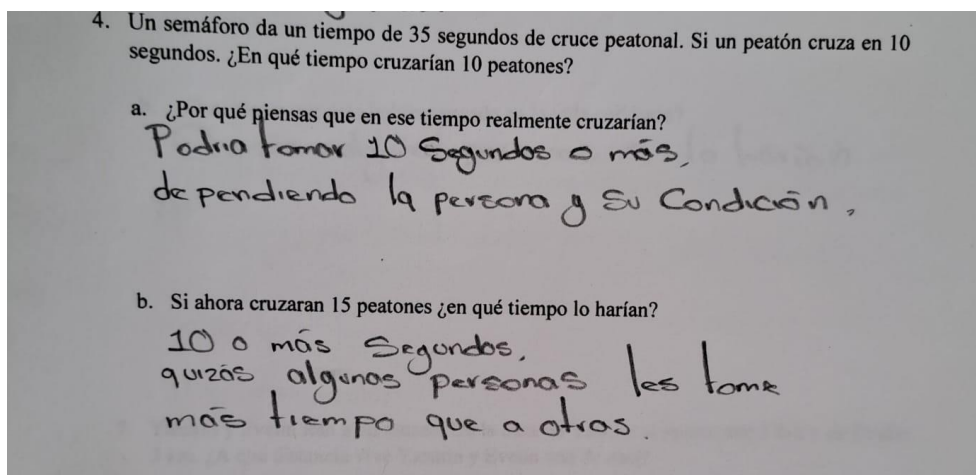 4. Un semáforo da un tiempo de 35 segundos de cruce peatonal. Si un peatón cruza en 10
segundos. ¿En qué tiempo cruzarían 10 peatones?
a. ¿Por qué piensas que en ese tiempo realmente cruzarían?
Podria tomar 10 Segundos o más,
dependiendo la persona y su Condición,
b. Si ahora cruzaran 15 peatones ¿en qué tiempo lo harían?
10 o más Segundos,
quizás algunas personas les tome
más tiempo que a otras.